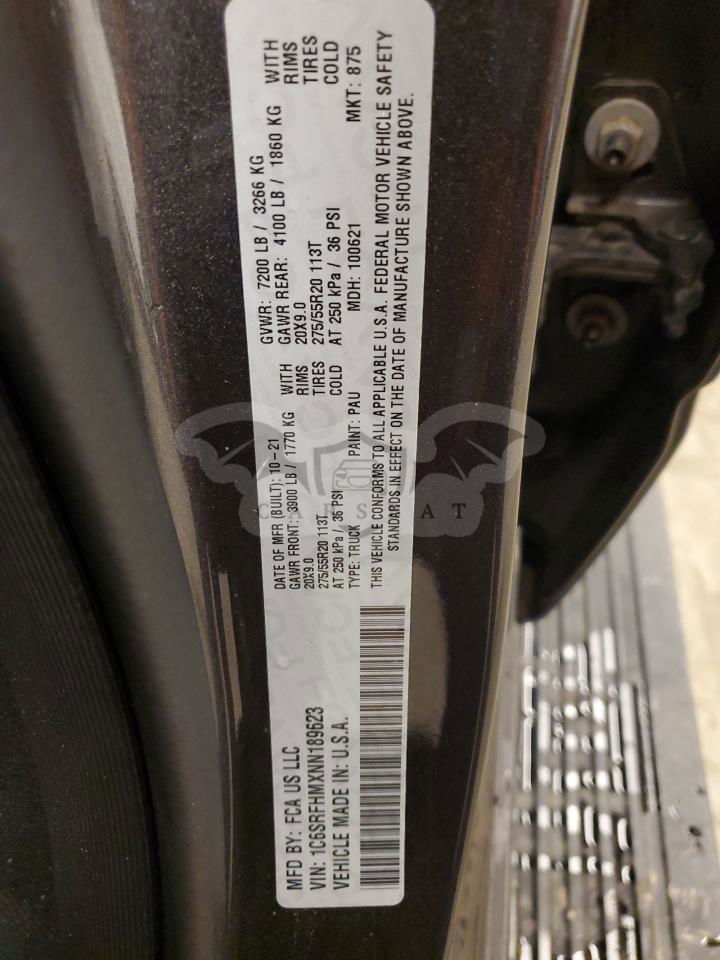 MFD BY: FCA US LLC
DATE OF MFR (BUILT): 10-21 GVWR: 7200 LB / 3266 KG
GAWR FRONT: 3900 LB / 1770 KG WITH GAWR REAR: 4100 LB / 1860 KG WITH
20X9.0 RIMS 20X9.0 RIMS
275/55R20 113T TIRES 275/55R20 113T TIRES
AT 250 kPa / 36 PSI COLD AT 250 kPa / 36 PSI COLD
VIN: 1C6SRFHMXNN189623 TYPE: TRUCK PAINT: PAU MDH: 100621 MKT: 875
VEHICLE MADE IN: U.S.A. THIS VEHICLE CONFORMS TO ALL APPLICABLE U.S.A. FEDERAL MOTOR VEHICLE SAFETY
STANDARDS IN EFFECT ON THE DATE OF MANUFACTURE SHOWN ABOVE.